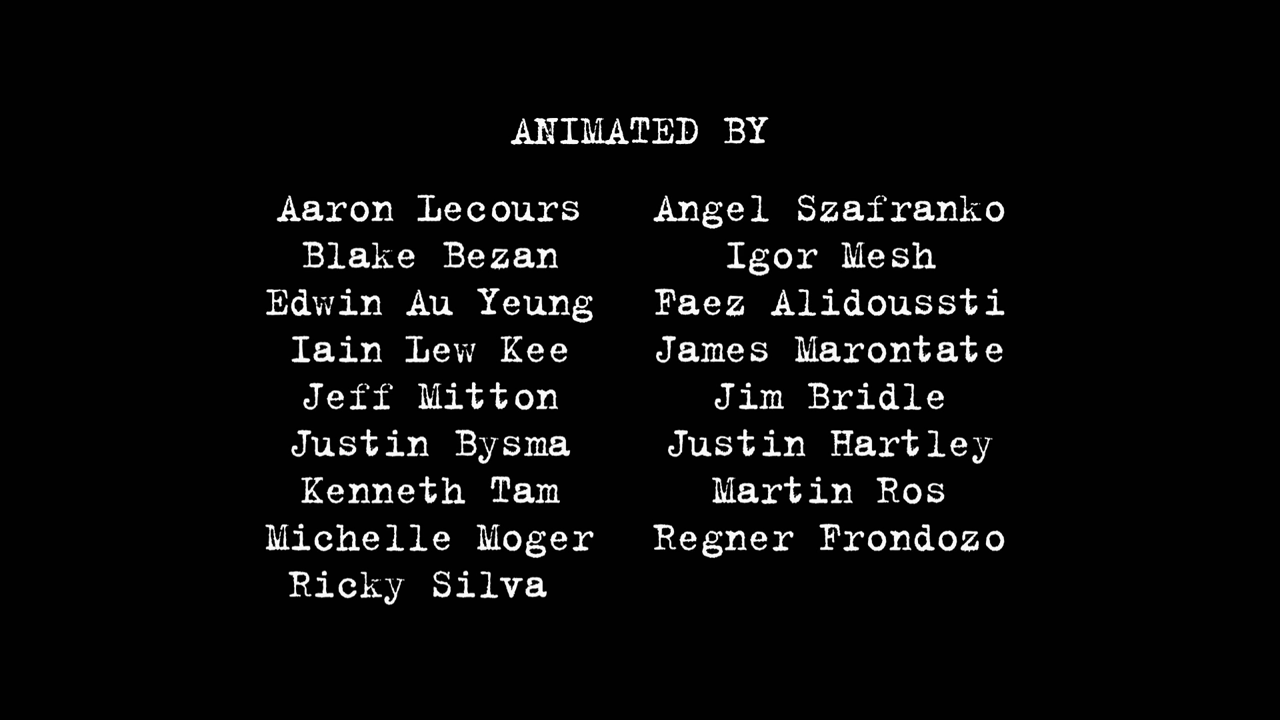 ANIMATED BY
Aaron Lecours Angel Szafranko
Blake Bezan Igor Mesh
Edwin Au Yeung Faez Alidoussti
Iain Lew Kee James Marontate
Jeff Mitton Jim Bridle
Justin Bysma Justin Hartley
Kenneth Tam Martin Ros
Michelle Moger Regner Frondozo
Ricky Silva